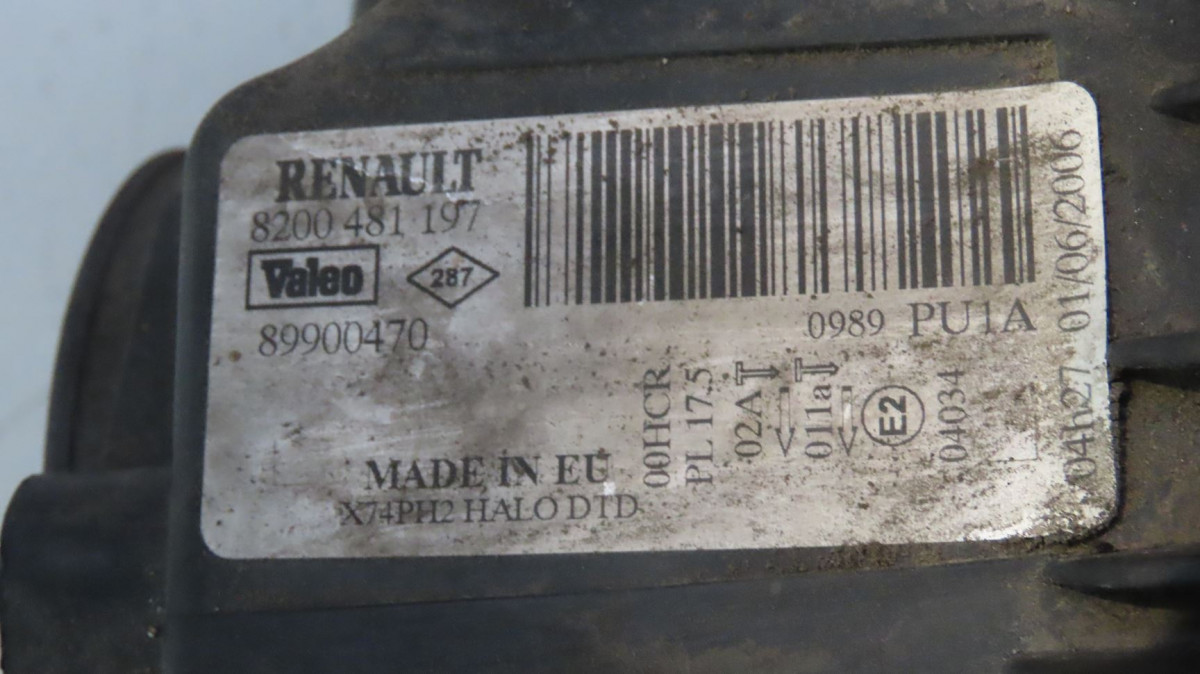 RENAULT
8200 481 197
Valeo
287
89900470
0989 PU1A
MADE IN EU
X74PH2 HALO DTD
00HCR
PL 17.5
02A
011a
E2
04034
04h27 01/06/2006